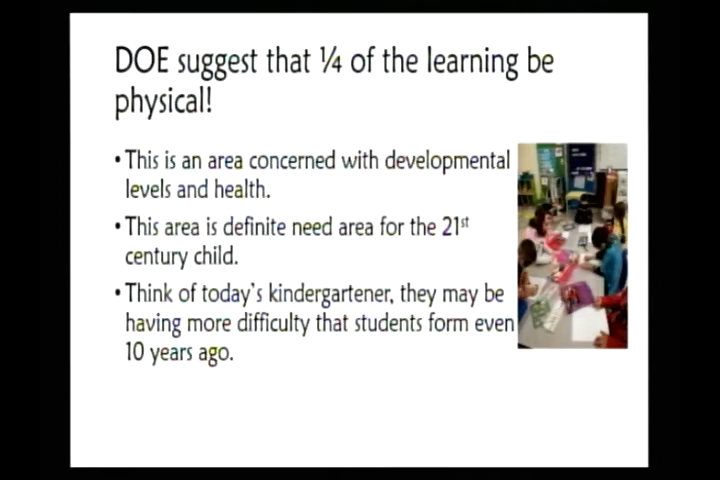 DOE suggest that ¼ of the learning be
physical!
• This is an area concerned with developmental
levels and health.
• This area is definite need area for the 21st
century child.
• Think of today's kindergartener, they may be
having more difficulty that students form even
10 years ago.